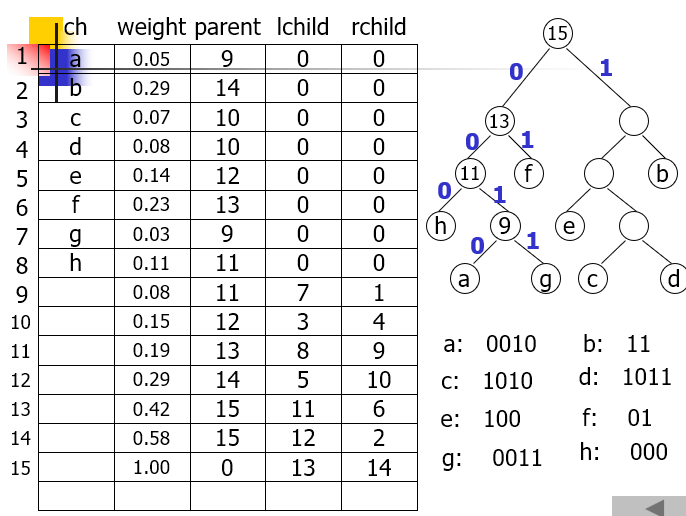 ch weight parent lchild rchild
1 a 0.05 9 0 0
2 b 0.29 14 0 0
3 c 0.07 10 0 0
4 d 0.08 10 0 0
5 e 0.14 12 0 0
6 f 0.23 13 0 0
7 g 0.03 9 0 0
8 h 0.11 11 0 0
9 0.08 11 7 1
10 0.15 12 3 4
11 0.19 13 8 9
12 0.29 14 5 10
13 0.42 15 11 6
14 0.58 15 12 2
15 1.00 0 13 14
15
0 1
13
0 1
11 f b
0 1
h 9 e
0 1
a g c d
a: 0010 b: 11
c: 1010 d: 1011
e: 100 f: 01
g: 0011 h: 000